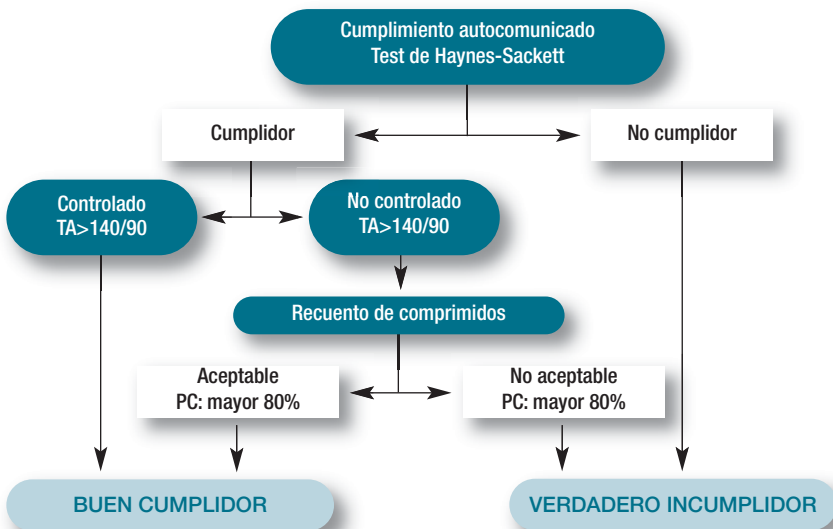 Cumplimiento autocomunicado
Test de Haynes-Sackett
Cumplidor
No cumplidor
Controlado
TA>140/90
No controlado
TA>140/90
Recuento de comprimidos
Aceptable
PC: mayor 80%
No aceptable
PC: mayor 80%
BUEN CUMPLIDOR
VERDADERO INCUMPLIDOR